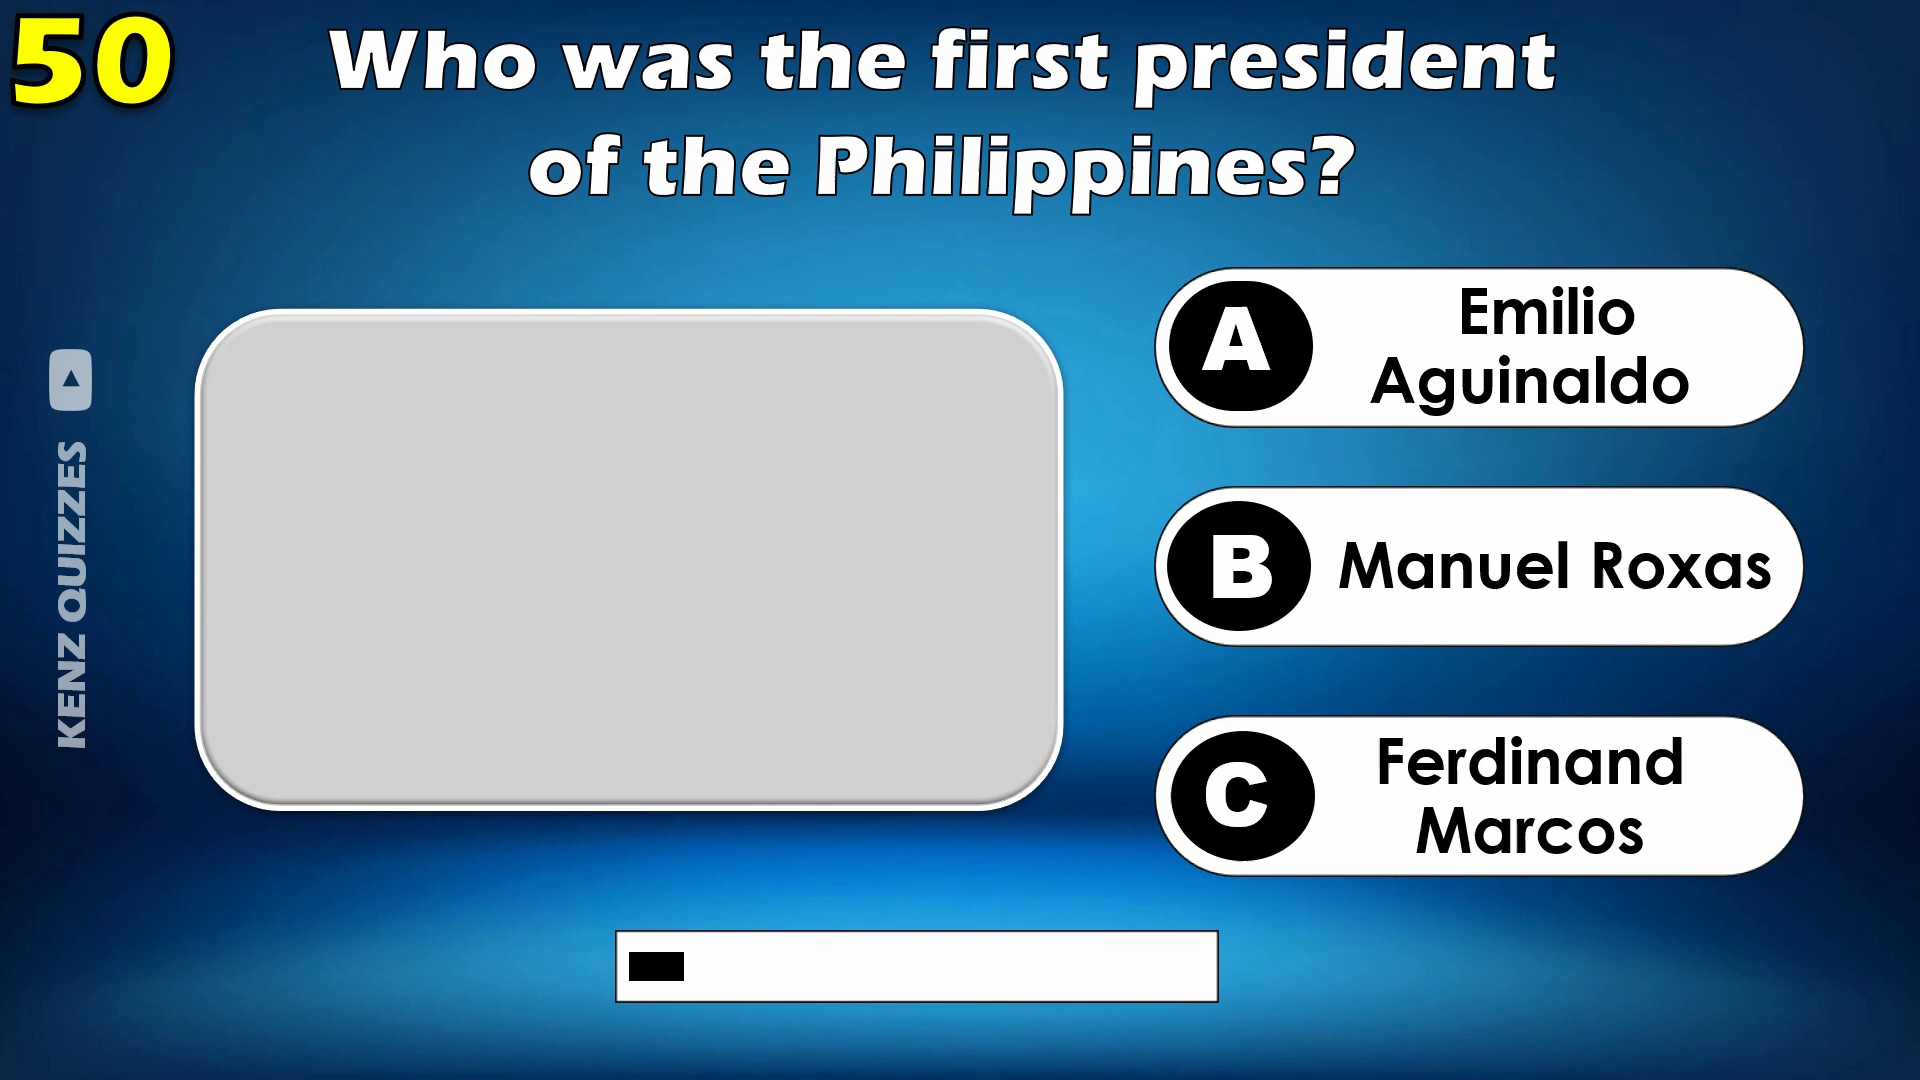 50
Who was the first president
of the Philippines?
A
Emilio
Aguinaldo
B
Manuel Roxas
C
Ferdinand
Marcos
KENZ QUIZZES